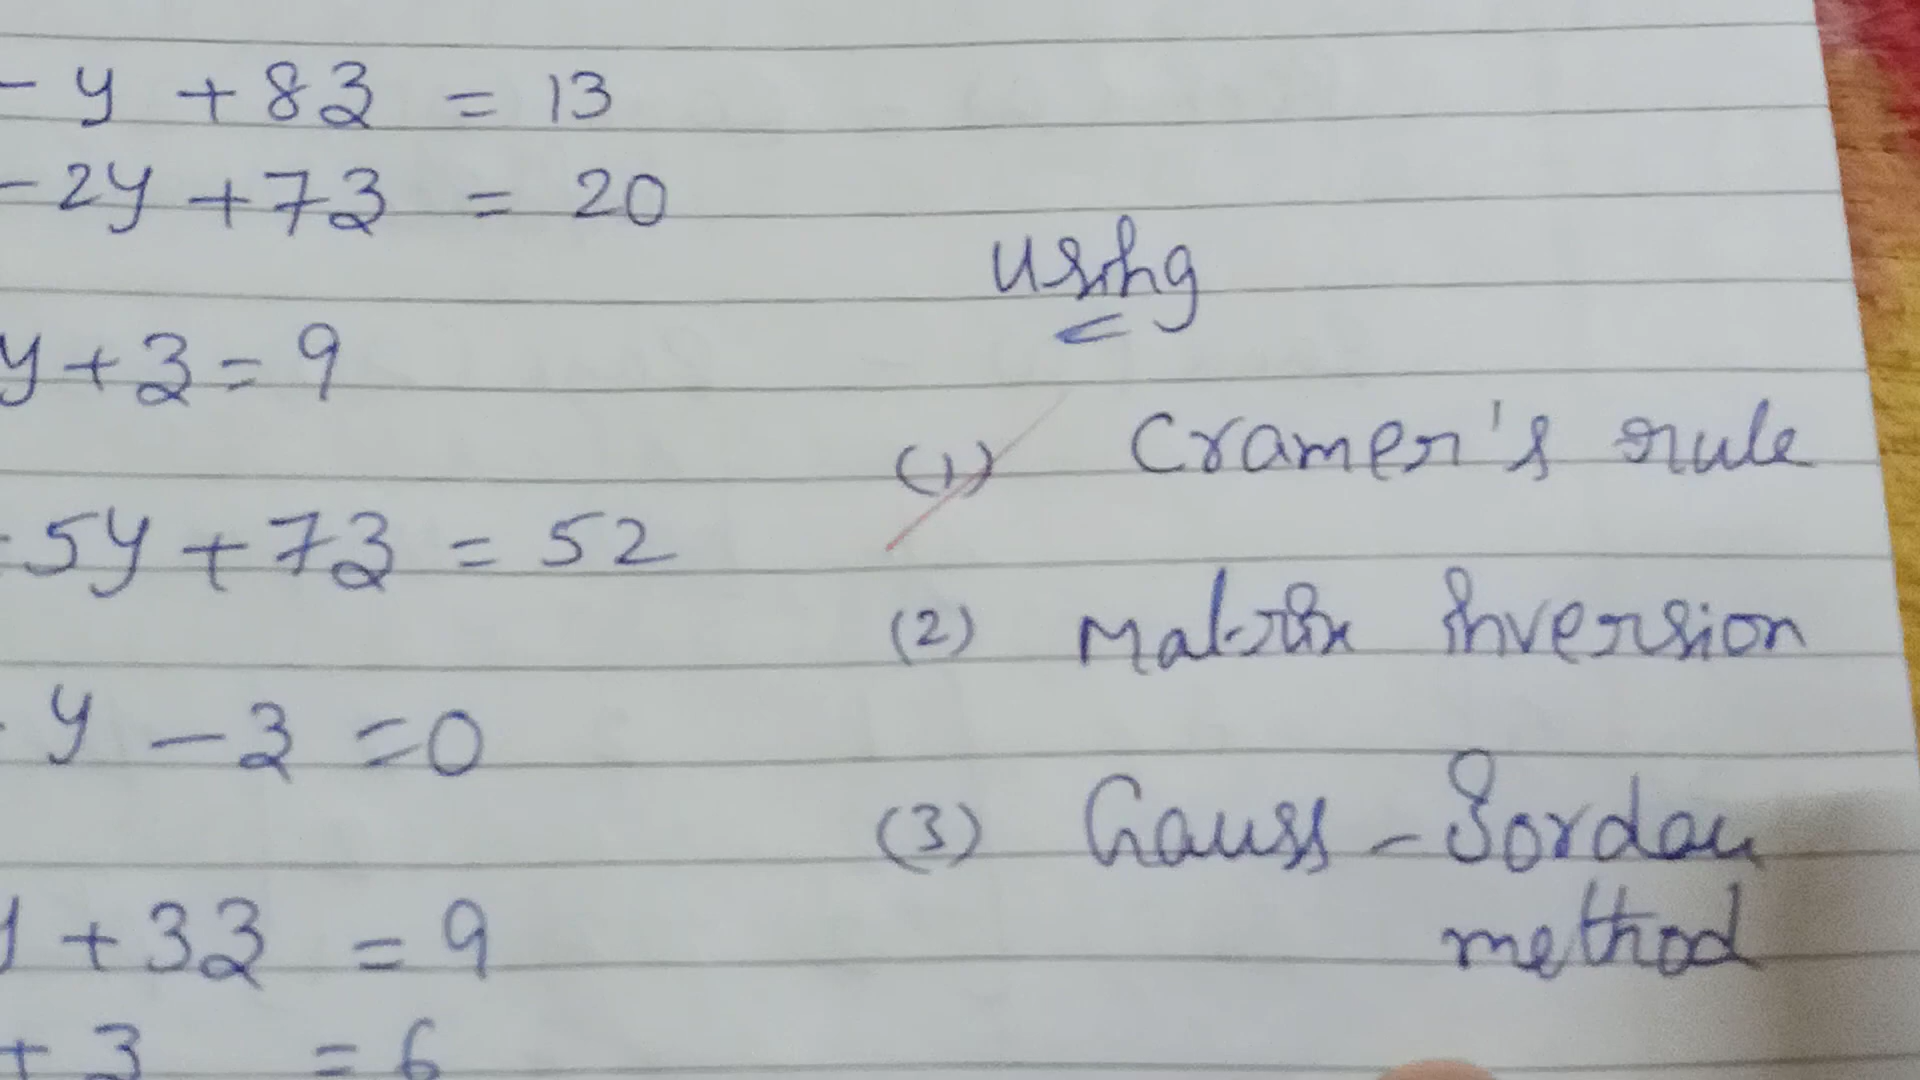 - y + 8z = 13
- 2y + 7z = 20
y + z = 9
5y + 7z = 52
y - z = 0
y + 3z = 9
+ z = 6
using
(1) Cramer's rule
(2) Matrix inversion
(3) Gauss - Jordan
method